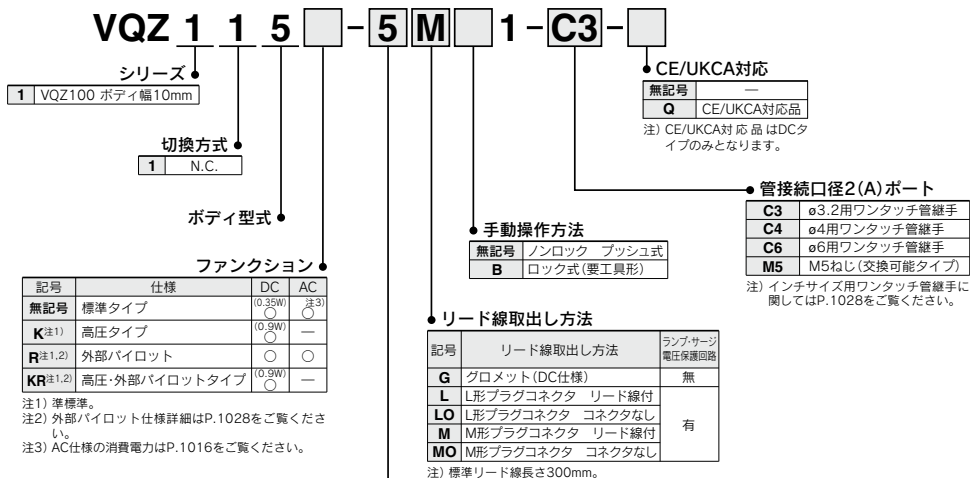 VQZ 1 1 5 - 5 M 1 - C3 -
シリーズ
1 VQZ100 ボディ幅10mm
切換方式
1 N.C.
ボディ型式
ファンクション
記号 仕様 DC AC
無記号 標準タイプ (0.35W)○ 注3)○
K注1) 高圧タイプ (0.9W)○ —
R注1,2) 外部パイロット ○ ○
KR注1,2) 高圧・外部パイロットタイプ (0.9W)○ —
注1) 準標準。
注2) 外部パイロット仕様詳細はP.1028をご覧くださ
い。
注3) AC仕様の消費電力はP.1016をご覧ください。
手動操作方法
無記号 ノンロック プッシュ式
B ロック式(要工具形)
リード線取出し方法
記号 リード線取出し方法 ランプ・サージ
電圧保護回路
G グロメット(DC仕様) 無
L L形プラグコネクタ リード線付
LO L形プラグコネクタ コネクタなし
M M形プラグコネクタ リード線付
MO M形プラグコネクタ コネクタなし
有
注) 標準リード線長さ300mm。
CE/UKCA対応
無記号 —
Q CE/UKCA対応品
注) CE/UKCA対応品はDCタ
イプのみとなります。
管接続口径2(A)ポート
C3 ø3.2用ワンタッチ管継手
C4 ø4用ワンタッチ管継手
C6 ø6用ワンタッチ管継手
M5 M5ねじ(交換可能タイプ)
注) インチサイズ用ワンタッチ管継手に
関してはP.1028をご覧ください。